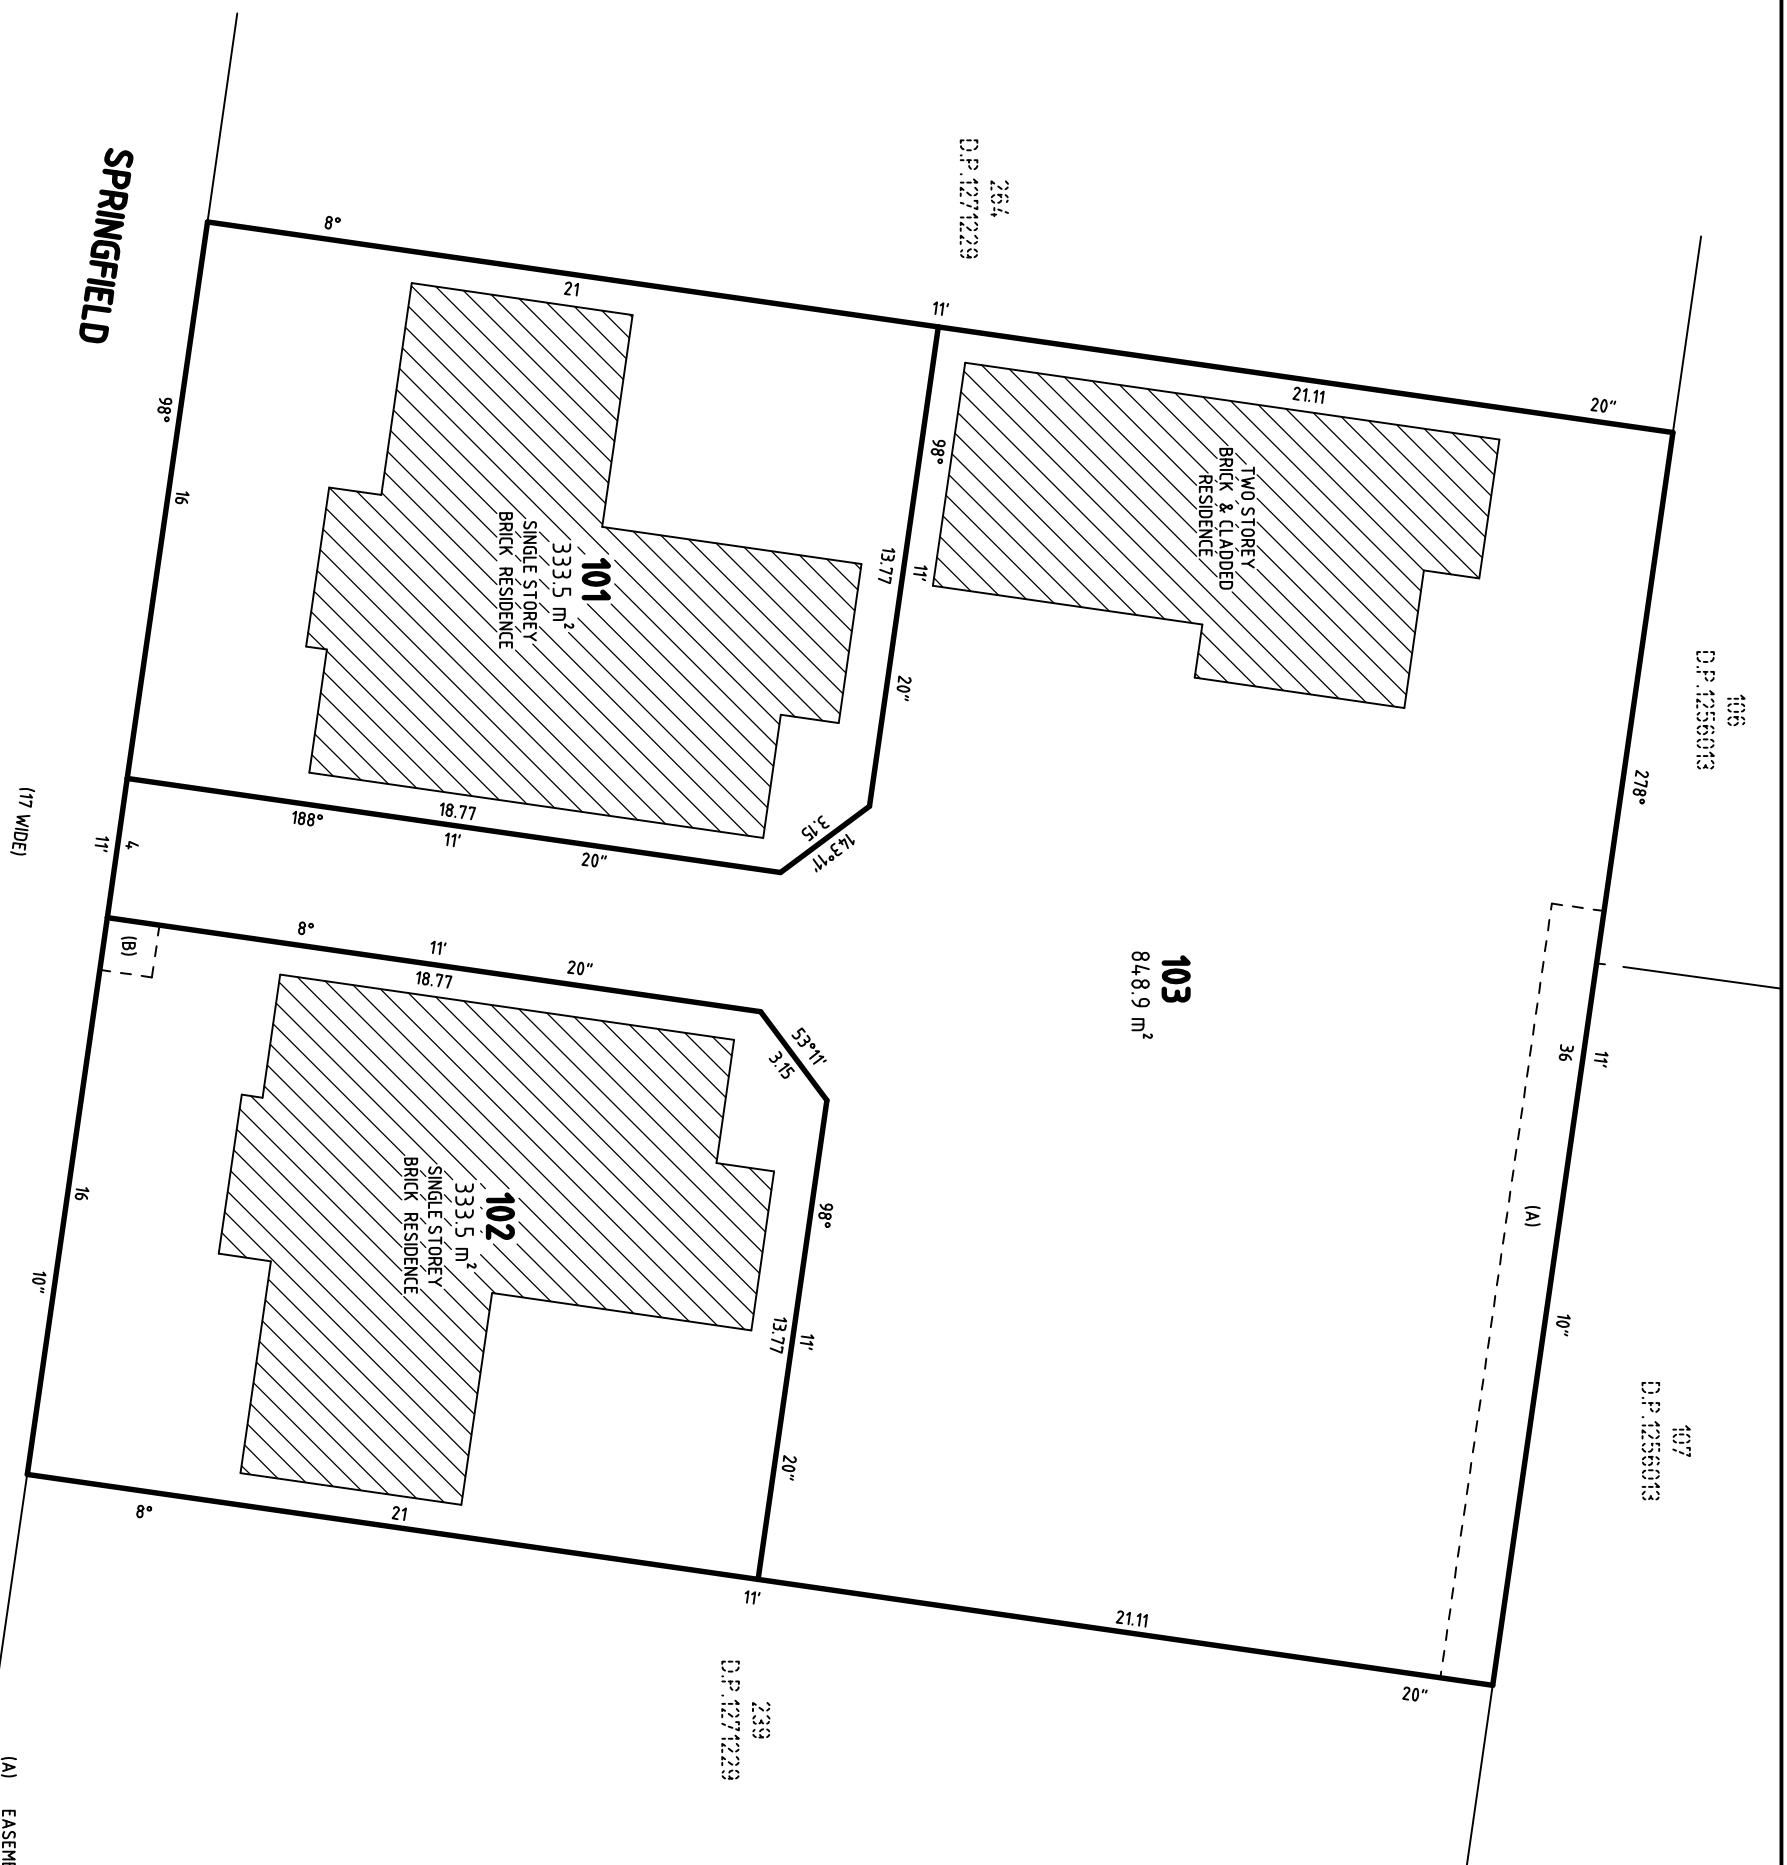 106
D.P.1256013
107
D.P.1256013
264
D.P.1271229
239
D.P.1271229
278°
11'
10"
36
(A)
8°
11'
20"
21
21.11
TWO STOREY
BRICK & CLADDED
RESIDENCE
103
848.9 m²
98°
11'
20"
13.77
143°11'
3.15
53°11'
3.15
98°
11'
20"
13.77
101
333.5 m²
SINGLE STOREY
BRICK RESIDENCE
102
333.5 m²
SINGLE STOREY
BRICK RESIDENCE
18.77
188°
11'
20"
8°
11'
20"
18.77
(B)
8°
21
11'
21.11
20"
98°
16
4
11'
16
10"
SPRINGFIELD
(17 WIDE)
(A)